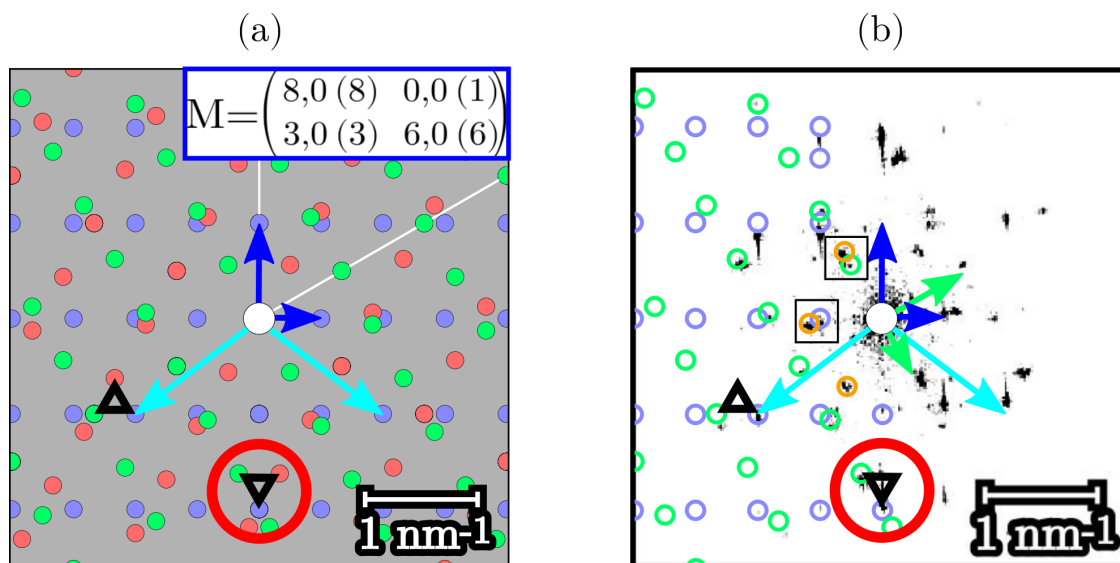 (a) (b)
M=(8,0 (8) 0,0 (1)
3,0 (3) 6,0 (6))
1 nm-1 1 nm-1